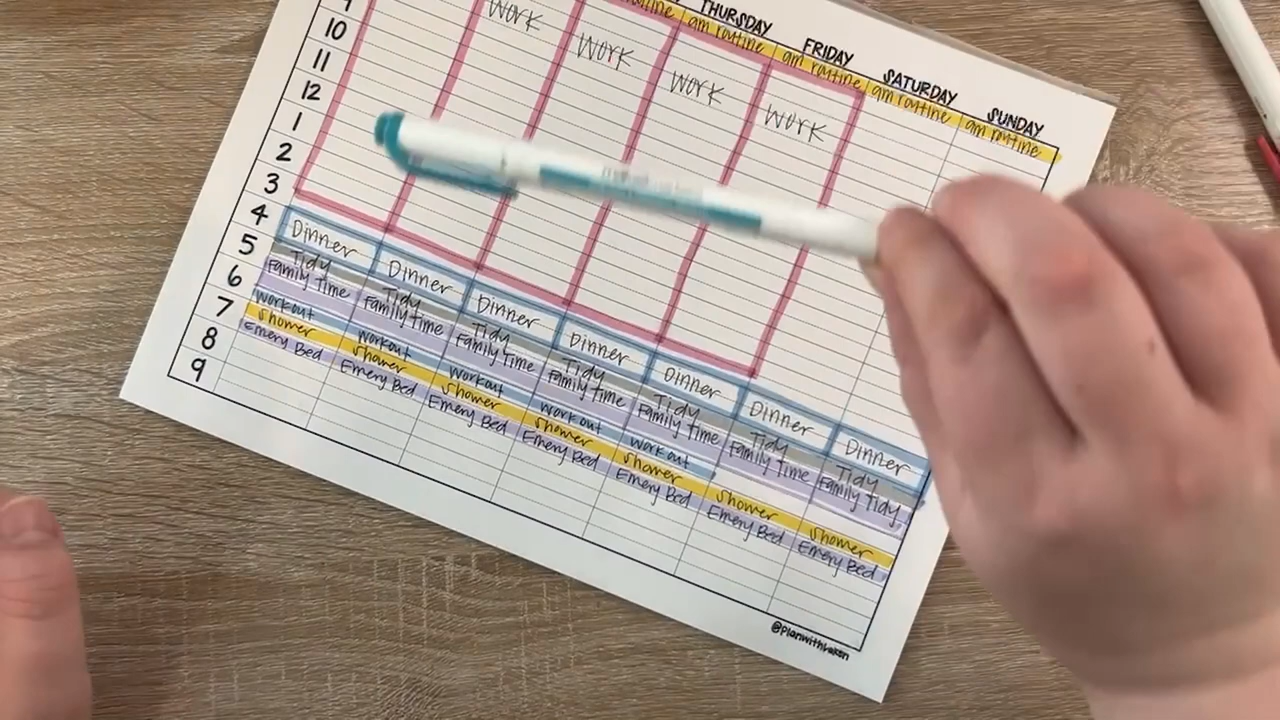 THURSDAY FRIDAY SATURDAY SUNDAY
am routine am routine am routine am routine
work work work work
10
11
12
1
2
3
4
5
6
7
8
9
Dinner Dinner Dinner Dinner Dinner Dinner Dinner
Tidy Tidy Tidy Tidy Tidy Tidy Tidy
Family Time Family Time Family Time Family Time Family Time Family Time Family Tidy
workout workout workout workout workout
Shower Shower Shower Shower Shower Shower Shower
Emery Bed Emery Bed Emery Bed Emery Bed Emery Bed Emery Bed Emery Bed
@planwithlaken